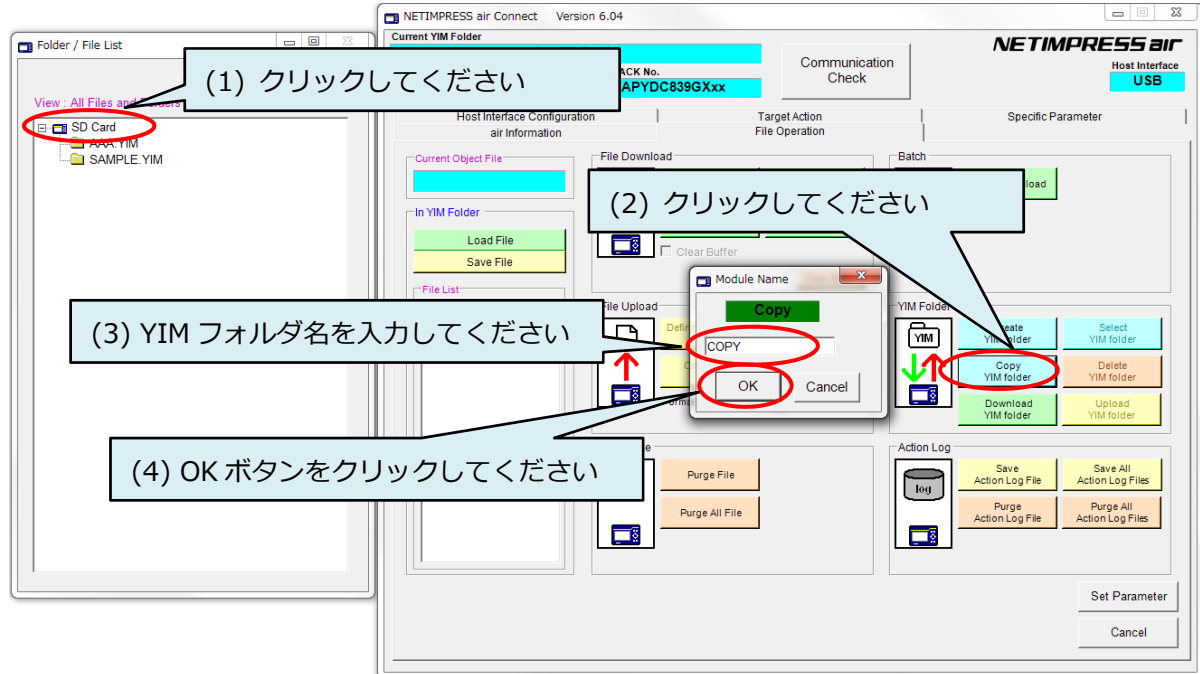 Folder / File List
View : All Files and Folders
SD Card
AAA.YIM
SAMPLE.YIM
(1) クリックしてください
NETIMPRESS air Connect Version 6.04
Current YIM Folder
ACK No.
APYDC839GXxx
Communication
Check
NETIMPRESS air
Host Interface
USB
Host Interface Configuration
Target Action
Specific Parameter
air Information
File Operation
Current Object File
In YIM Folder
Load File
Save File
File List
File Download
Clear Buffer
Batch
(2) クリックしてください
(3) YIM フォルダ名を入力してください
File Upload
Module Name
Copy
COPY
OK
Cancel
(4) OK ボタンをクリックしてください
YIM Folder
YIM
YIM folder
Select
YIM folder
Copy
YIM folder
Delete
YIM folder
Download
YIM folder
Upload
YIM folder
Purge File
Purge All File
Action Log
log
Save
Action Log File
Save All
Action Log Files
Purge
Action Log File
Purge All
Action Log Files
Set Parameter
Cancel